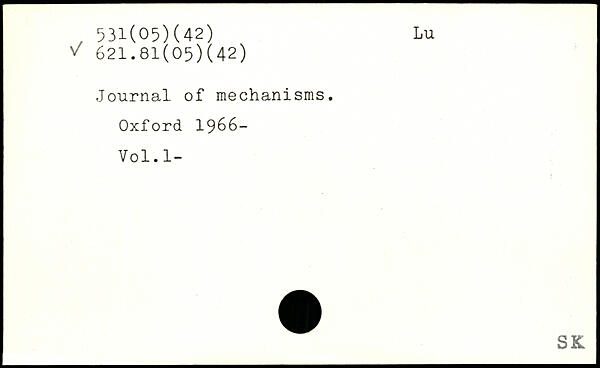 531(05)(42) Lu
√ 621.81(05)(42)
Journal of mechanisms.
Oxford 1966-
Vol.1-
SK